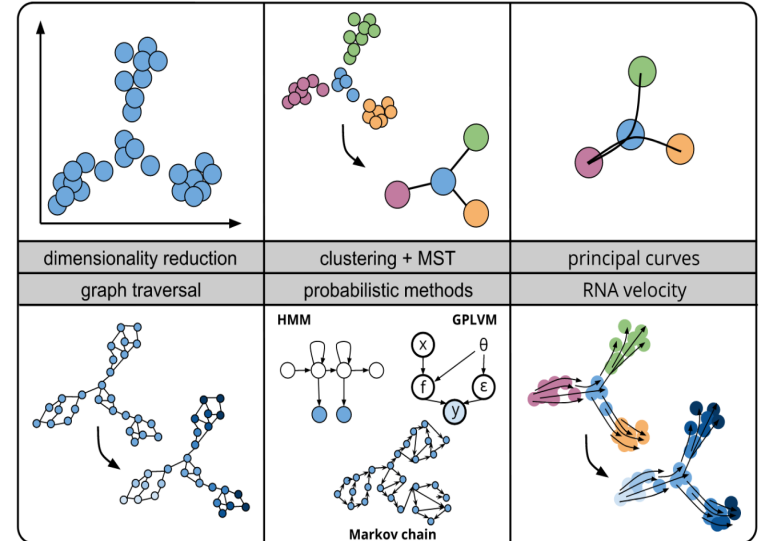 dimensionality reduction
clustering + MST
principal curves
graph traversal
probabilistic methods
RNA velocity
HMM
GPLVM
x
θ
f
ε
y
Markov chain